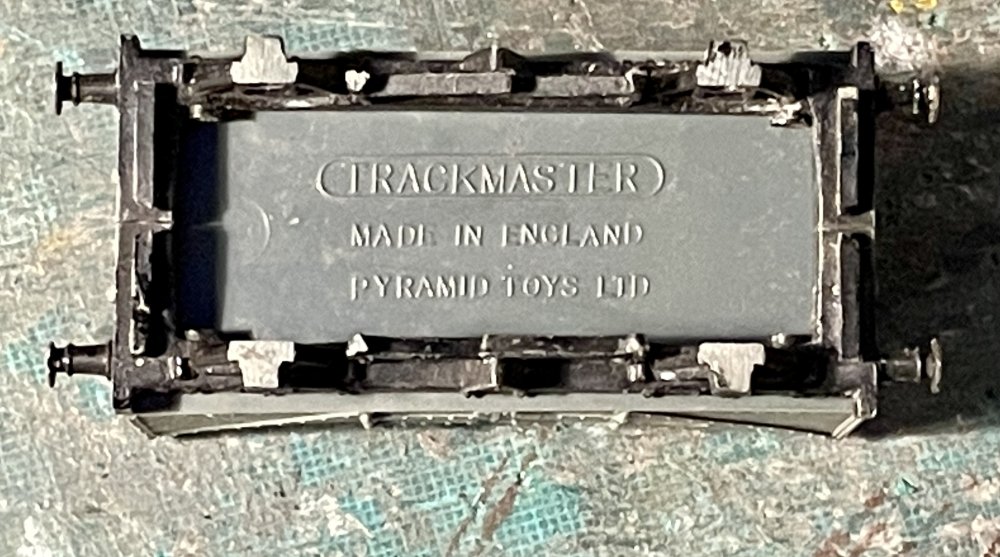 TRACKMASTER
MADE IN ENGLAND
PYRAMID TOYS LTD